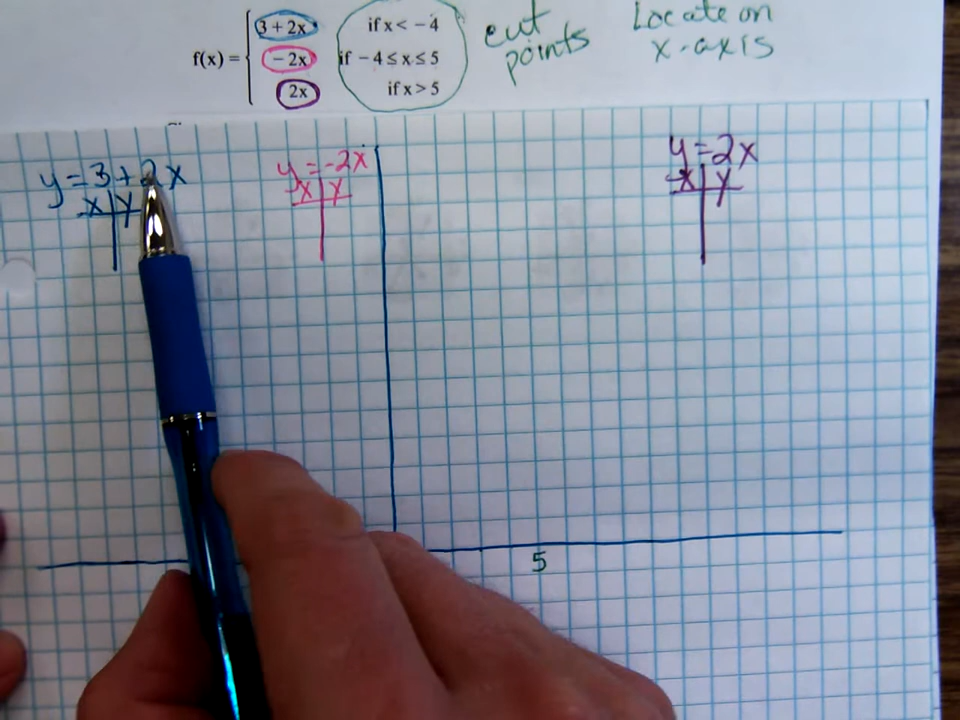 f(x) =
3 + 2x if x < − 4
− 2x if − 4 ≤ x ≤ 5
2x if x > 5
cut points
Locate on
x-axis
y = 3 + 2x
x y
y = -2x
x y
y = 2x
x y
5